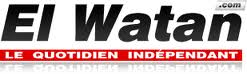 El Watan
.com
LE QUOTIDIEN INDÉPENDANT